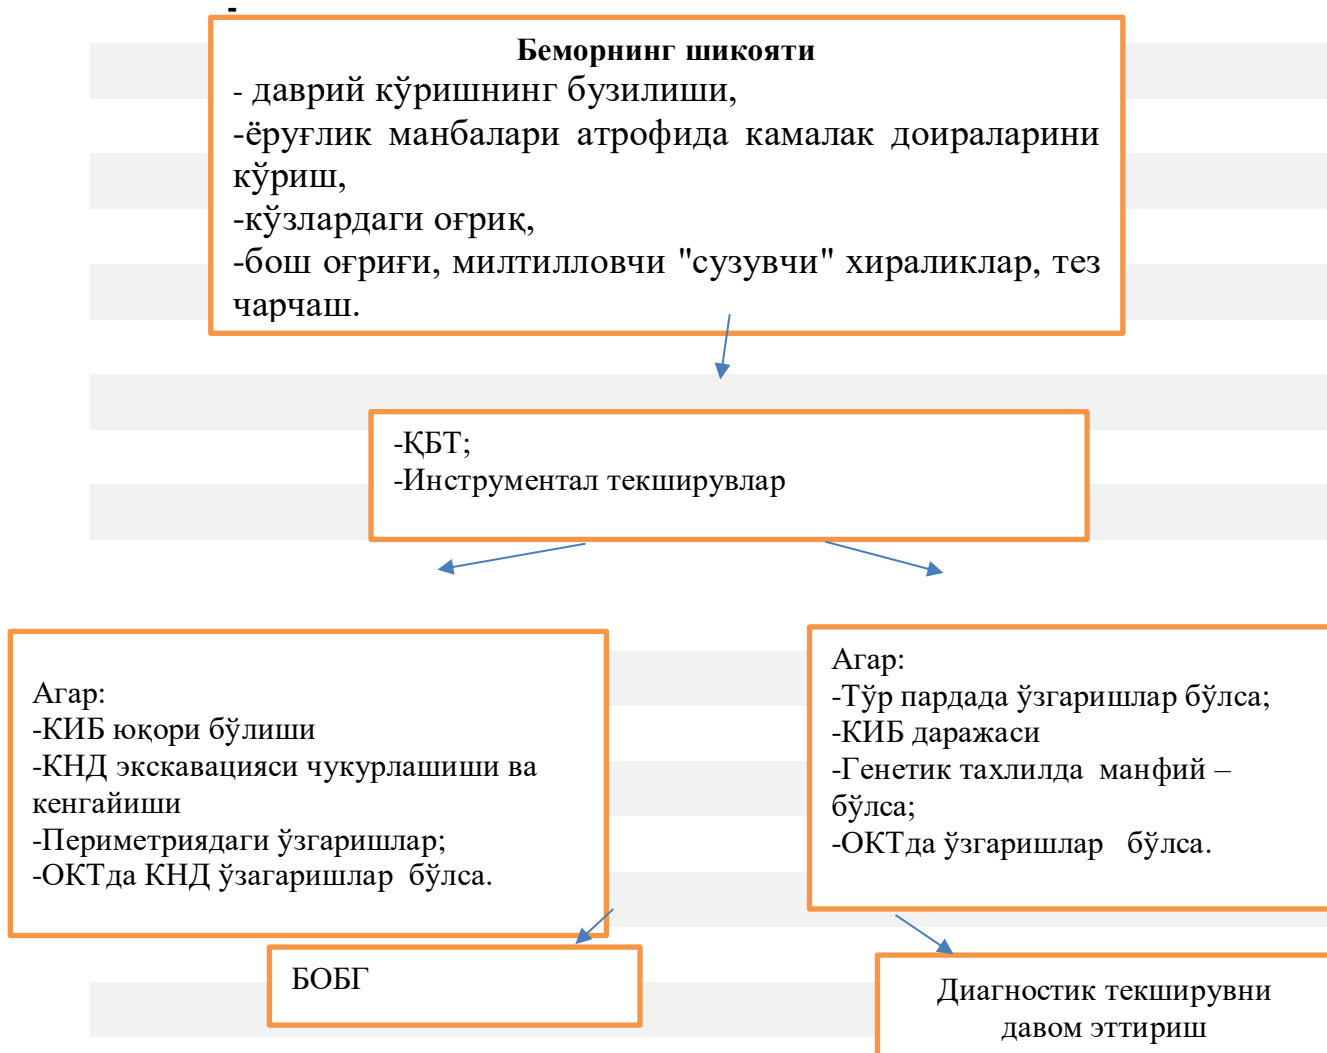 -
Беморнинг шикояти
- даврий кўришнинг бузилиши,
-ёруғлик манбалари атрофида камалак доираларини
кўриш,
-кўзлардаги оғриқ,
-бош оғриғи, милтилловчи "сузувчи" хираликлар, тез
чарчаш.
-ҚБТ;
-Инструментал текширувлар
Агар:
-КИБ юқори бўлиши
-КНД экскавацияси чукурлашиши ва
кенгайиши
-Периметриядаги ўзгаришлар;
-ОКТда КНД ўзагаришлар бўлса.
Агар:
-Тўр пардада ўзгаришлар бўлса;
-КИБ даражаси
-Генетик тахлилда манфий –
бўлса;
-ОКТда ўзгаришлар бўлса.
БОБГ
Диагностик текширувни
давом эттириш